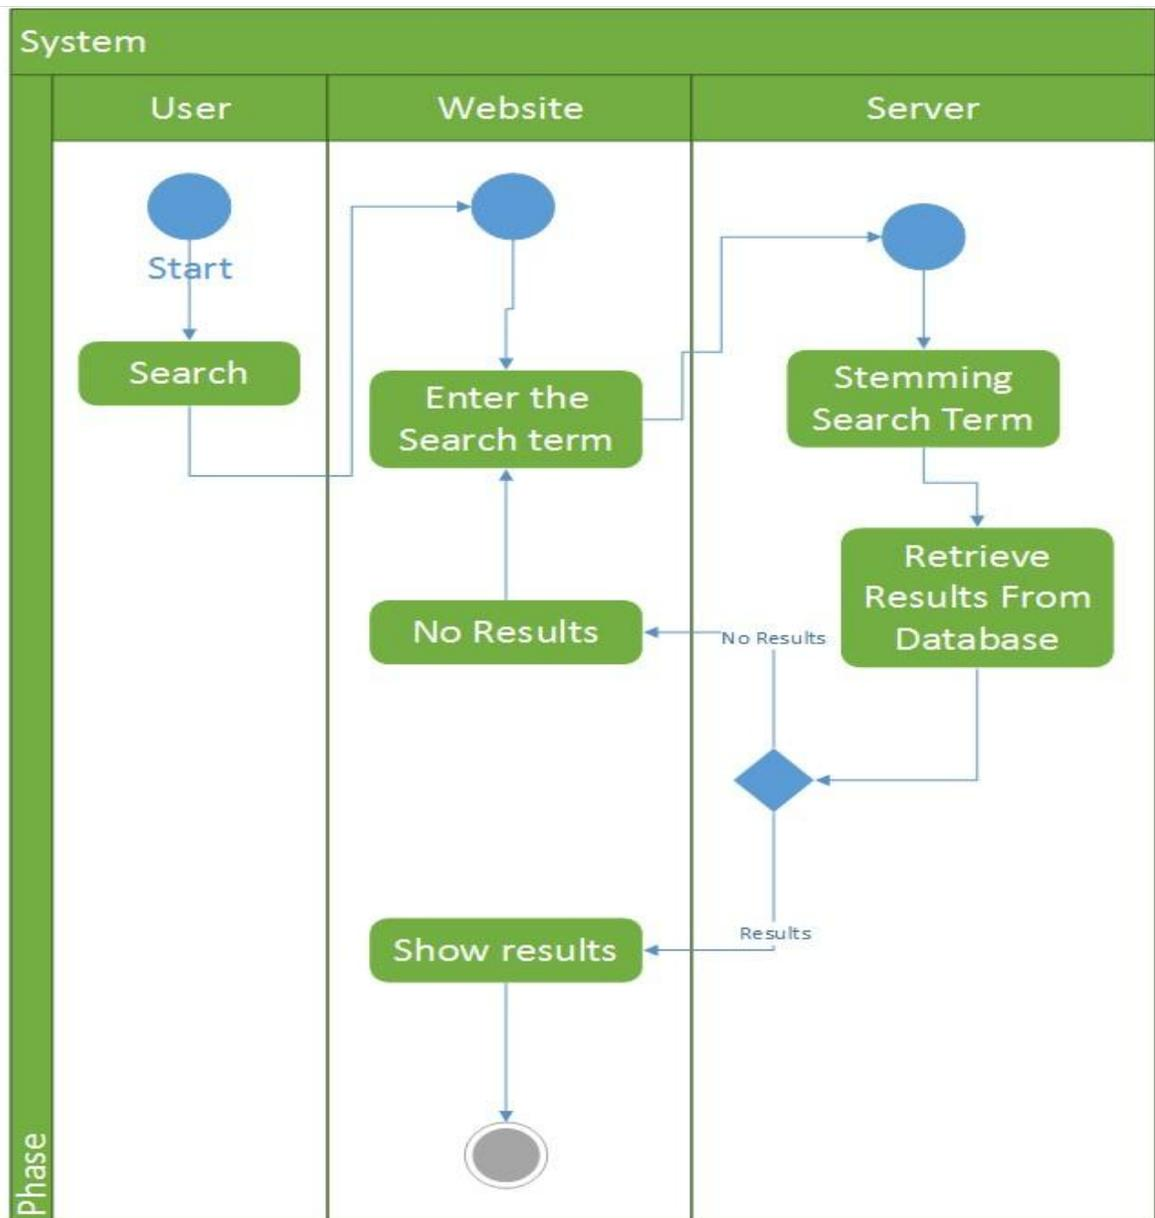 System
User
Website
Server
Start
Search
Enter the
Search term
Stemming
Search Term
Retrieve
Results From
Database
No Results
No Results
Show results
Results
Phase